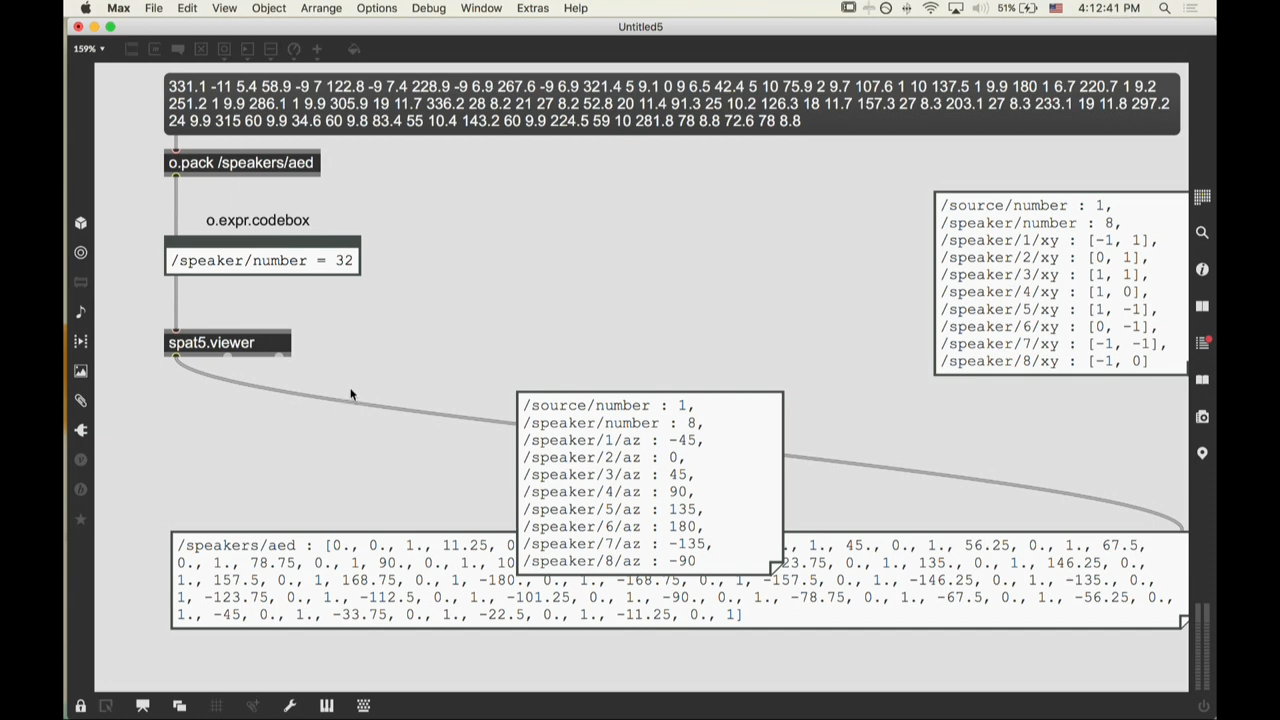 Max File Edit View Object Arrange Options Debug Window Extras Help 51% 4:12:41 PM
Untitled5
159%
331.1 -11 5.4 58.9 -9 7 122.8 -9 7.4 228.9 -9 6.9 267.6 -9 6.9 321.4 5 9.1 0 9 6.5 42.4 5 10 75.9 2 9.7 107.6 1 10 137.5 1 9.9 180 1 6.7 220.7 1 9.2
251.2 1 9.9 286.1 1 9.9 305.9 19 11.7 336.2 28 8.2 21 27 8.2 52.8 20 11.4 91.3 25 10.2 126.3 18 11.7 157.3 27 8.3 203.1 27 8.3 233.1 19 11.8 297.2
24 9.9 315 60 9.9 34.6 60 9.8 83.4 55 10.4 143.2 60 9.9 224.5 59 10 281.8 78 8.8 72.6 78 8.8
o.pack /speakers/aed
o.expr.codebox
/speaker/number = 32
spat5.viewer
/source/number : 1,
/speaker/number : 8,
/speaker/1/xy : [-1, 1],
/speaker/2/xy : [0, 1],
/speaker/3/xy : [1, 1],
/speaker/4/xy : [1, 0],
/speaker/5/xy : [1, -1],
/speaker/6/xy : [0, -1],
/speaker/7/xy : [-1, -1],
/speaker/8/xy : [-1, 0]
/source/number : 1,
/speaker/number : 8,
/speaker/1/az : -45,
/speaker/2/az : 0,
/speaker/3/az : 45,
/speaker/4/az : 90,
/speaker/5/az : 135,
/speaker/6/az : 180,
/speaker/7/az : -135,
/speaker/8/az : -90
/speakers/aed : [0., 0., 1., 11.25, 0 1., 45., 0., 1., 56.25, 0., 1., 67.5,
0., 1., 78.75, 0., 1., 90., 0., 1., 10 23.75, 0., 1., 135., 0., 1., 146.25, 0.,
1., 157.5, 0., 1, 168.75, 0., 1, -180., 0., 1., -168.75, 0., 1., -157.5, 0., 1., -146.25, 0., 1., -135., 0.,
1, -123.75, 0., 1., -112.5, 0., 1., -101.25, 0., 1., -90., 0., 1., -78.75, 0., 1., -67.5, 0., 1., -56.25, 0.,
1., -45, 0., 1., -33.75, 0., 1., -22.5, 0., 1., -11.25, 0., 1]